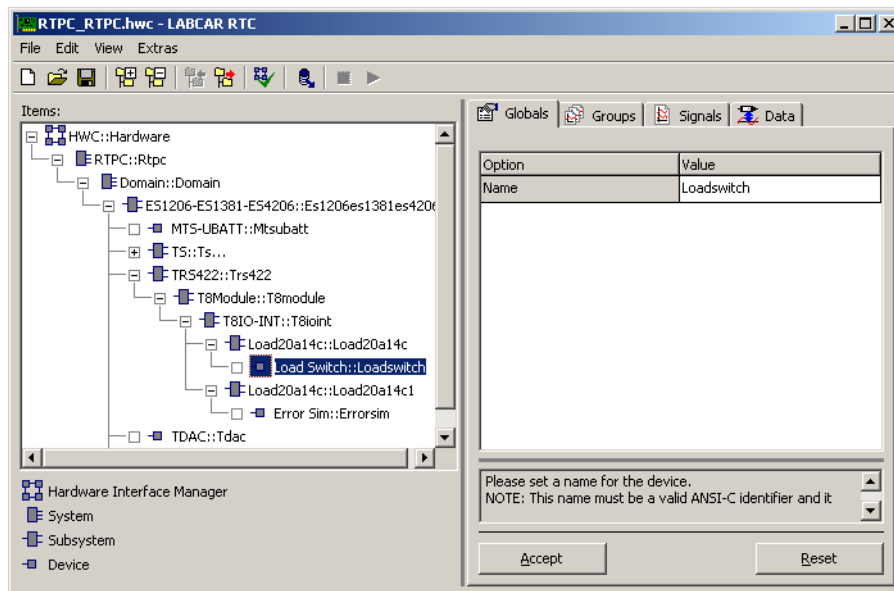 RTPC_RTPC.hwc - LABCAR RTC
File Edit View Extras
Items:
HWC::Hardware
RTPC::Rtpc
Domain::Domain
ES1206-ES1381-ES4206::Es1206es1381es4206
MTS-UBATT::Mtsubatt
TS::Ts...
TRS422::Trs422
T8Module::T8module
T8IO-INT::T8ioint
Load20a14c::Load20a14c
Load Switch::Loadswitch
Load20a14c::Load20a14c1
Error Sim::Errorsim
TDAC::Tdac
Hardware Interface Manager
System
Subsystem
Device
Globals Groups Signals Data
Option Value
Name Loadswitch
Please set a name for the device.
NOTE: This name must be a valid ANSI-C identifier and it
Accept Reset